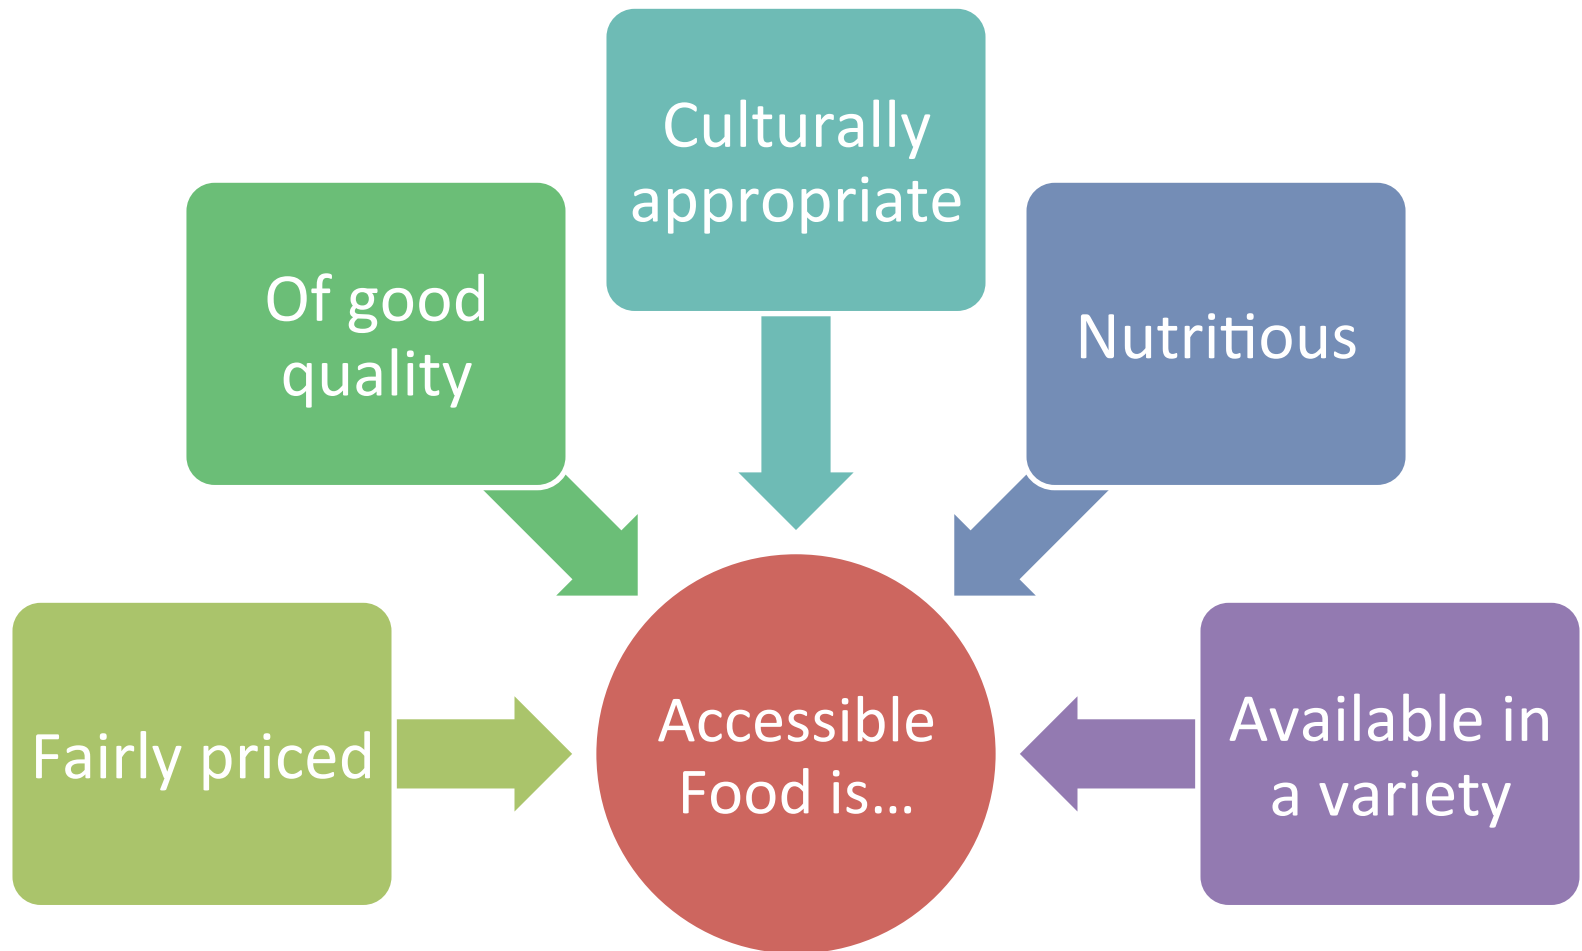 Culturally
appropriate
Of good
quality
Nutritious
Fairly priced
Accessible
Food is...
Available in
a variety